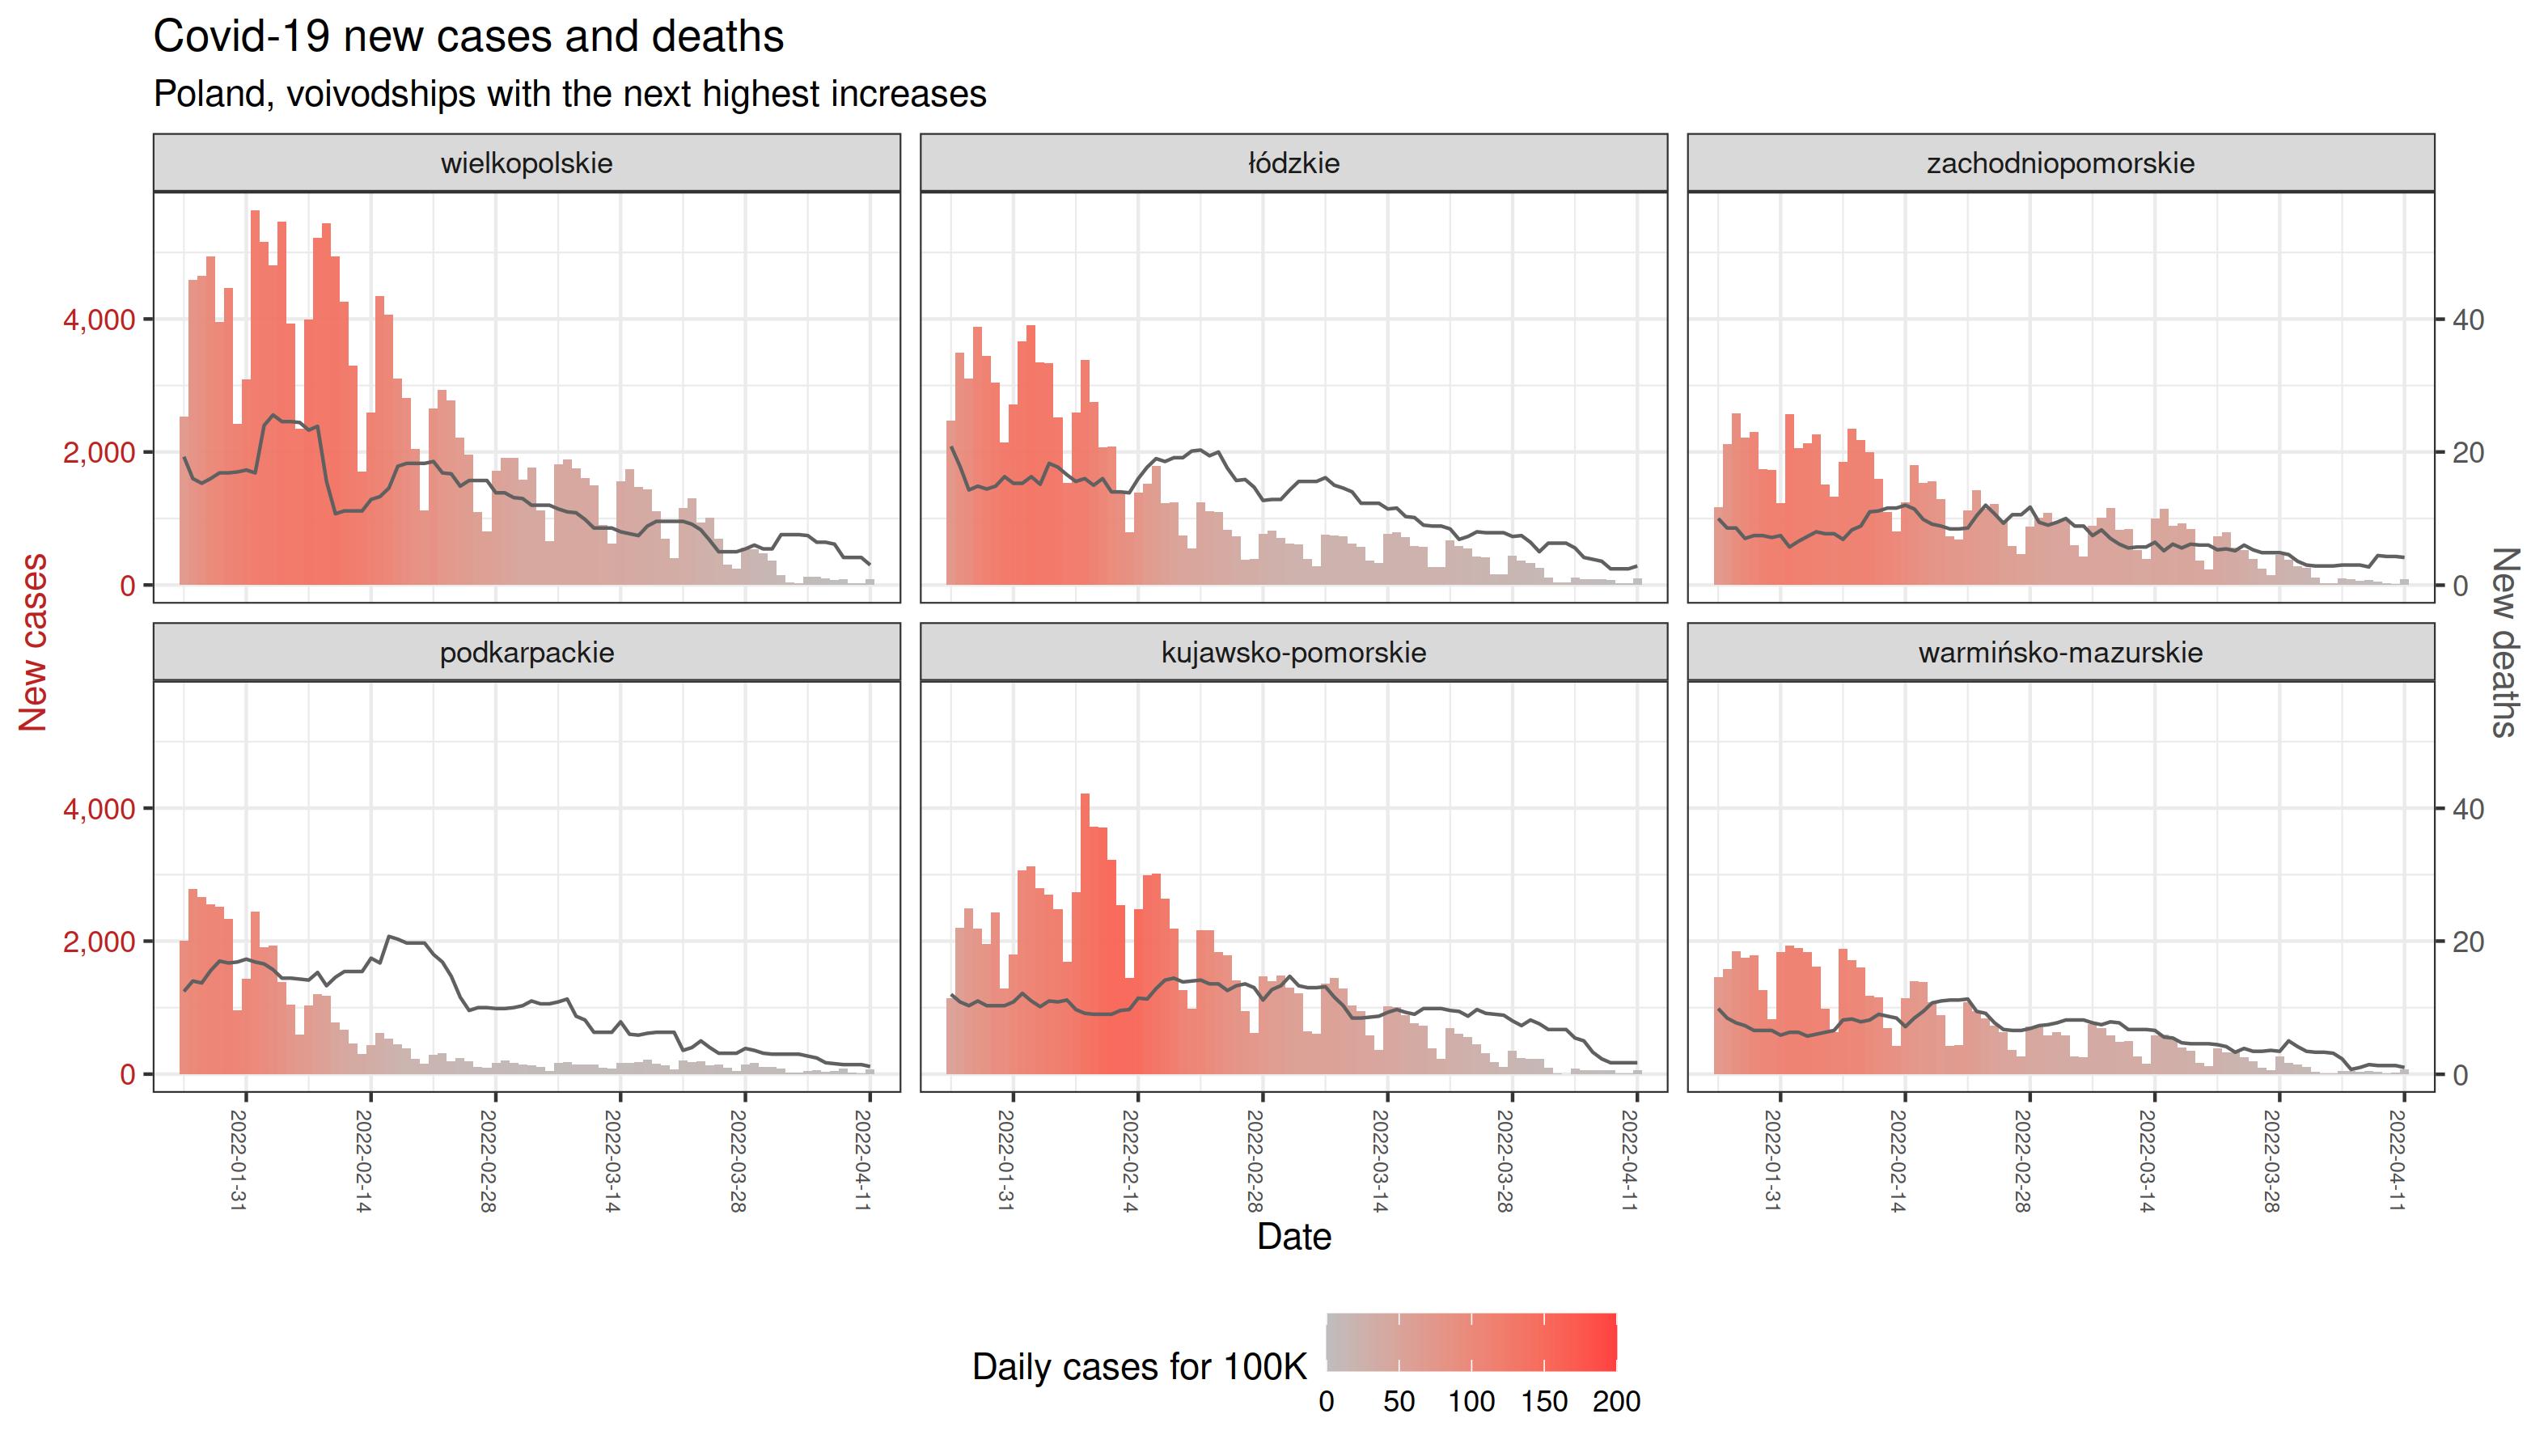 Covid-19 new cases and deaths
Poland, voivodships with the next highest increases
wielkopolskie
łódzkie
zachodniopomorskie
4,000
2,000
0
40
20
0
podkarpackie
kujawsko-pomorskie
warmińsko-mazurskie
4,000
2,000
0
40
20
0
New cases
New deaths
2022-01-31
2022-02-14
2022-02-28
2022-03-14
2022-03-28
2022-04-11
2022-01-31
2022-02-14
2022-02-28
2022-03-14
2022-03-28
2022-04-11
2022-01-31
2022-02-14
2022-02-28
2022-03-14
2022-03-28
2022-04-11
Date
Daily cases for 100K
0 50 100 150 200